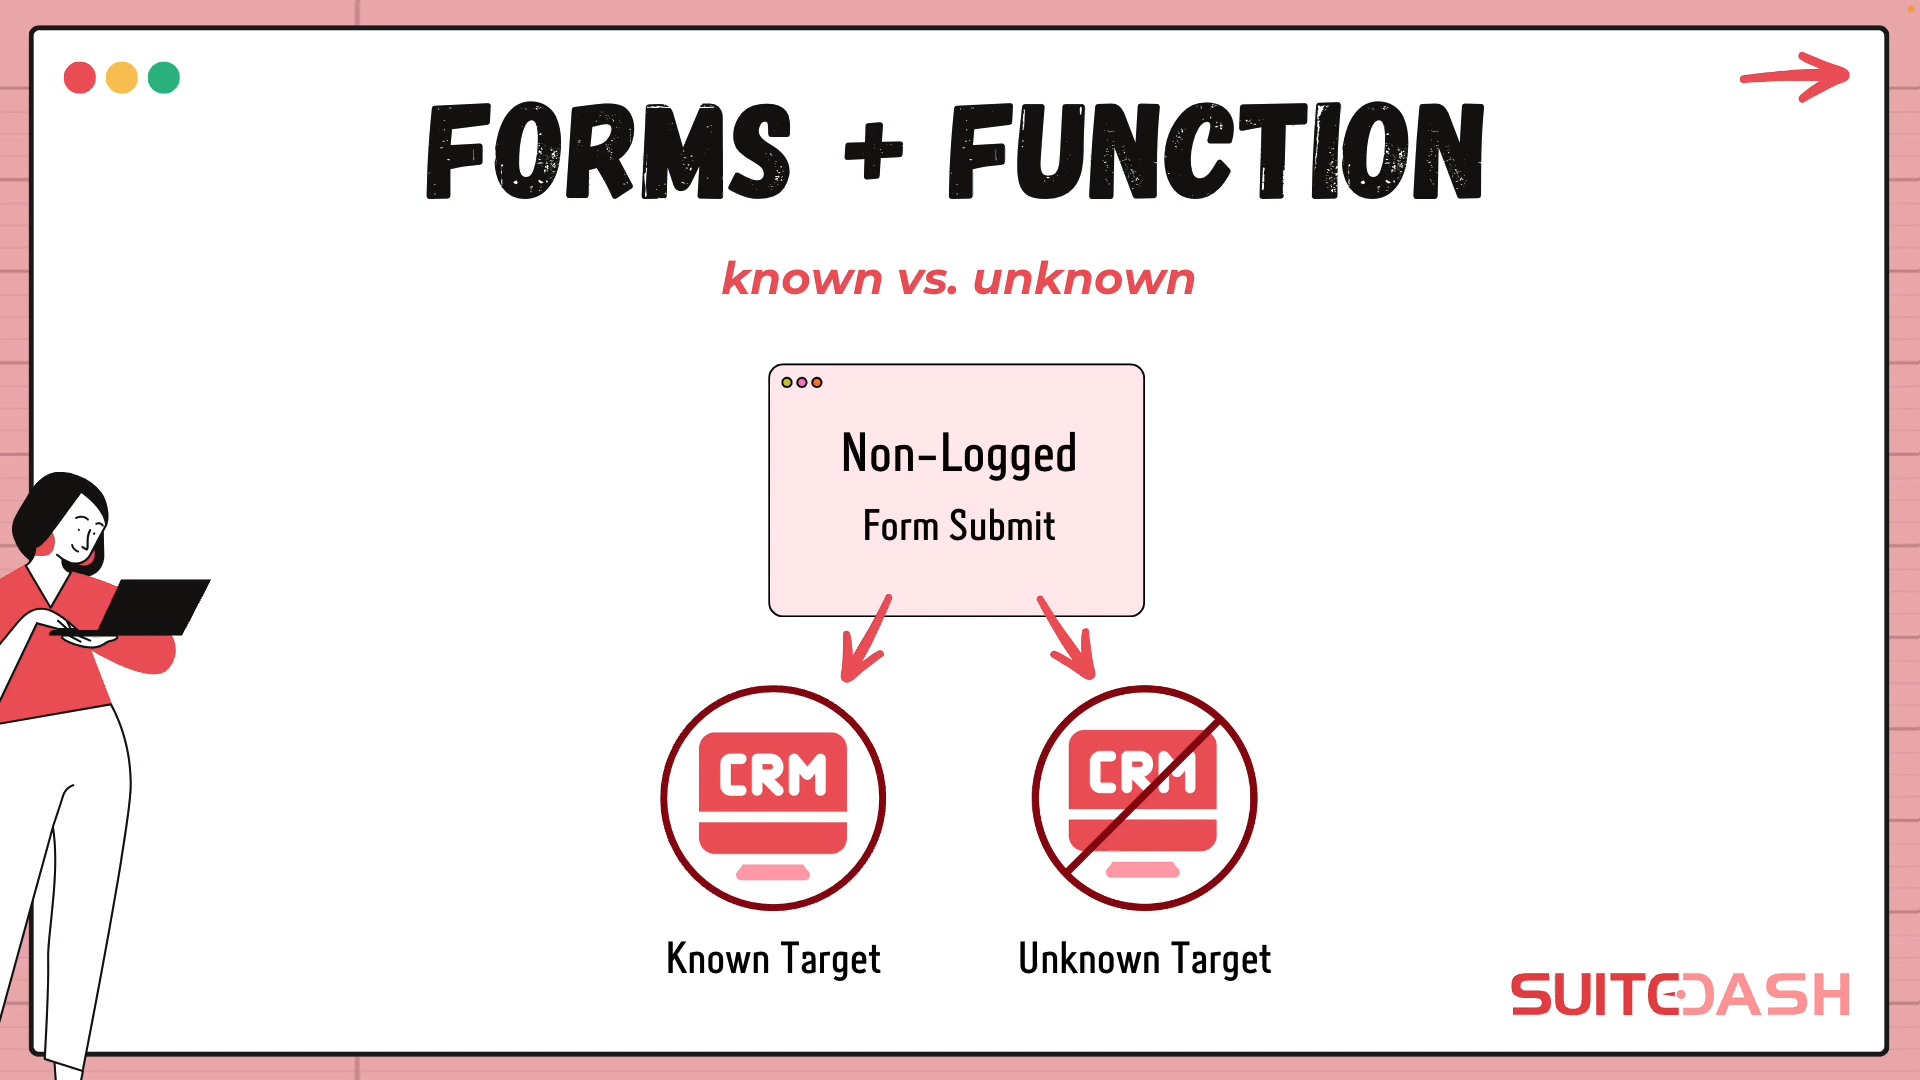 FORMS + FUNCTION
known vs. unknown
Non-Logged
Form Submit
CRM
CRM
Known Target
Unknown Target
SUITEDASH